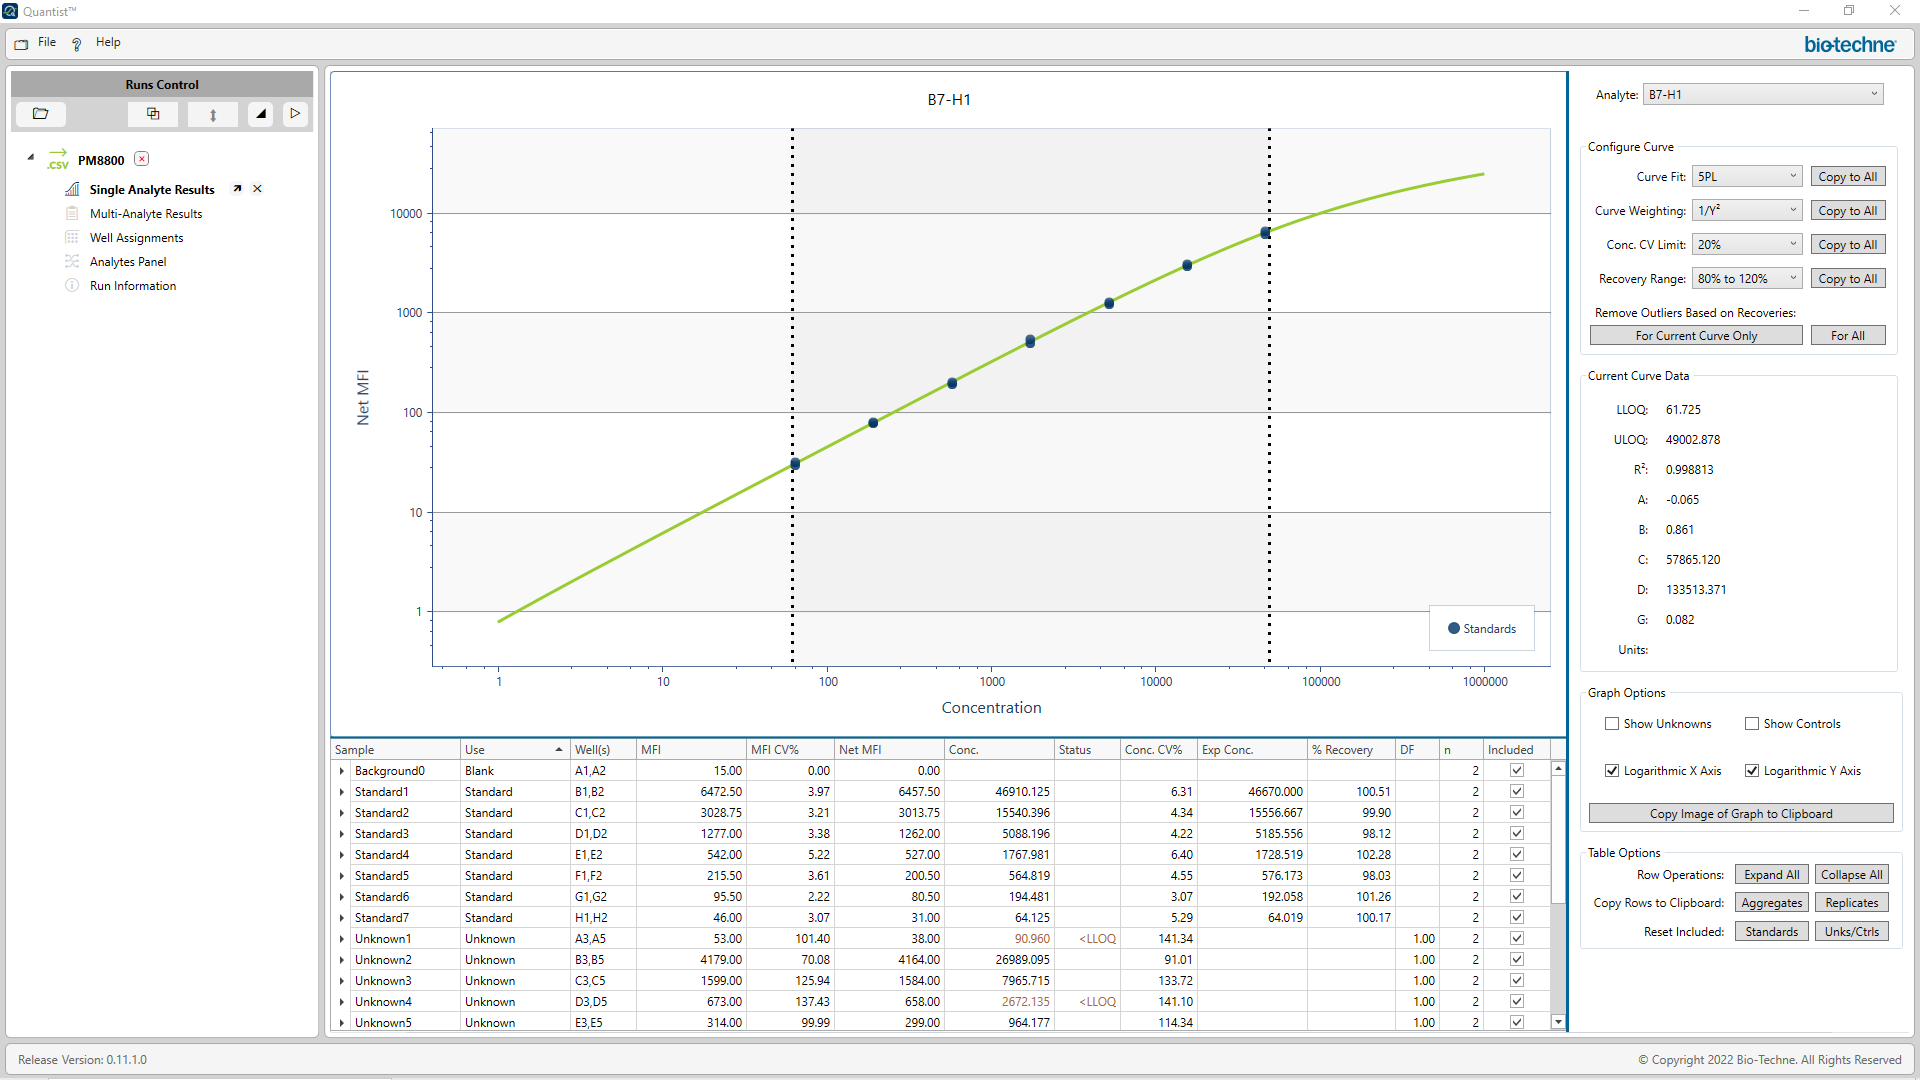 Quantist™
File
Help
bio-techne®
Runs Control
.CSV
PM8800
Single Analyte Results
Multi-Analyte Results
Well Assignments
Analytes Panel
Run Information
B7-H1
Net MFI
10000
1000
100
10
1
Standards
1 10 100 1000 10000 100000 1000000
Concentration
Sample Use Well(s) MFI MFI CV% Net MFI Conc. Status Conc. CV% Exp Conc. % Recovery DF n Included
Background0 Blank A1,A2 15.00 0.00 0.00 2
Standard1 Standard B1,B2 6472.50 3.97 6457.50 46910.125 6.31 46670.000 100.51 2
Standard2 Standard C1,C2 3028.75 3.21 3013.75 15540.396 4.34 15556.667 99.90 2
Standard3 Standard D1,D2 1277.00 3.38 1262.00 5088.196 4.22 5185.556 98.12 2
Standard4 Standard E1,E2 542.00 5.22 527.00 1767.981 6.40 1728.519 102.28 2
Standard5 Standard F1,F2 215.50 3.61 200.50 564.819 4.55 576.173 98.03 2
Standard6 Standard G1,G2 95.50 2.22 80.50 194.481 3.07 192.058 101.26 2
Standard7 Standard H1,H2 46.00 3.07 31.00 64.125 5.29 64.019 100.17 2
Unknown1 Unknown A3,A5 53.00 101.40 38.00 90.960 <LLOQ 141.34 1.00 2
Unknown2 Unknown B3,B5 4179.00 70.08 4164.00 26989.095 91.01 1.00 2
Unknown3 Unknown C3,C5 1599.00 125.94 1584.00 7965.715 133.72 1.00 2
Unknown4 Unknown D3,D5 673.00 137.43 658.00 2672.135 <LLOQ 141.10 1.00 2
Unknown5 Unknown E3,E5 314.00 99.99 299.00 964.177 114.34 1.00 2
Analyte: B7-H1
Configure Curve
Curve Fit: 5PL Copy to All
Curve Weighting: 1/Y² Copy to All
Conc. CV Limit: 20% Copy to All
Recovery Range: 80% to 120% Copy to All
Remove Outliers Based on Recoveries:
For Current Curve Only For All
Current Curve Data
LLOQ: 61.725
ULOQ: 49002.878
R²: 0.998813
A: -0.065
B: 0.861
C: 57865.120
D: 133513.371
G: 0.082
Units:
Graph Options
Show Unknowns Show Controls
Logarithmic X Axis Logarithmic Y Axis
Copy Image of Graph to Clipboard
Table Options
Row Operations: Expand All Collapse All
Copy Rows to Clipboard: Aggregates Replicates
Reset Included: Standards Unks/Ctrls
Release Version: 0.11.1.0
© Copyright 2022 Bio-Techne. All Rights Reserved